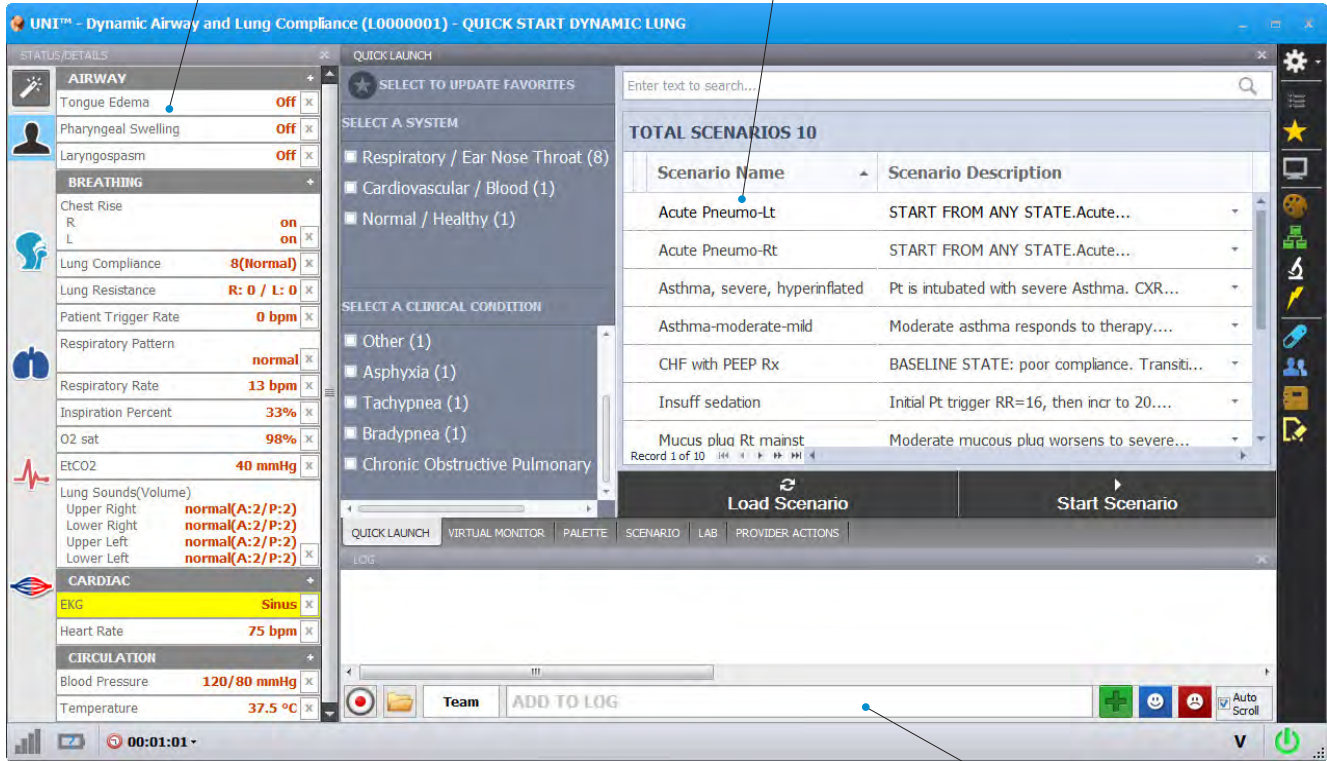 UNI™ - Dynamic Airway and Lung Compliance (L0000001) - QUICK START DYNAMIC LUNG
STATUS/DETAILS
AIRWAY
Tongue Edema Off
Pharyngeal Swelling Off
Laryngospasm Off
BREATHING
Chest Rise
R on
L on
Lung Compliance 8(Normal)
Lung Resistance R: 0 / L: 0
Patient Trigger Rate 0 bpm
Respiratory Pattern
normal
Respiratory Rate 13 bpm
Inspiration Percent 33%
O2 sat 98%
EtCO2 40 mmHg
Lung Sounds(Volume)
Upper Right normal(A:2/P:2)
Lower Right normal(A:2/P:2)
Upper Left normal(A:2/P:2)
Lower Left normal(A:2/P:2)
CARDIAC
EKG Sinus
Heart Rate 75 bpm
CIRCULATION
Blood Pressure 120/80 mmHg
Temperature 37.5 °C
QUICK LAUNCH
SELECT TO UPDATE FAVORITES
SELECT A SYSTEM
Respiratory / Ear Nose Throat (8)
Cardiovascular / Blood (1)
Normal / Healthy (1)
SELECT A CLINICAL CONDITION
Other (1)
Asphyxia (1)
Tachypnea (1)
Bradypnea (1)
Chronic Obstructive Pulmonary
Enter text to search...
TOTAL SCENARIOS 10
Scenario Name Scenario Description
Acute Pneumo-Lt START FROM ANY STATE.Acute...
Acute Pneumo-Rt START FROM ANY STATE.Acute...
Asthma, severe, hyperinflated Pt is intubated with severe Asthma. CXR...
Asthma-moderate-mild Moderate asthma responds to therapy....
CHF with PEEP Rx BASELINE STATE: poor compliance. Transiti...
Insuff sedation Initial Pt trigger RR=16, then incr to 20....
Mucus plug Rt mainst Moderate mucous plug worsens to severe...
Record 1 of 10
Load Scenario
Start Scenario
QUICK LAUNCH VIRTUAL MONITOR PALETTE SCENARIO LAB PROVIDER ACTIONS
LOG
Team ADD TO LOG
Auto
Scroll
00:01:01
V